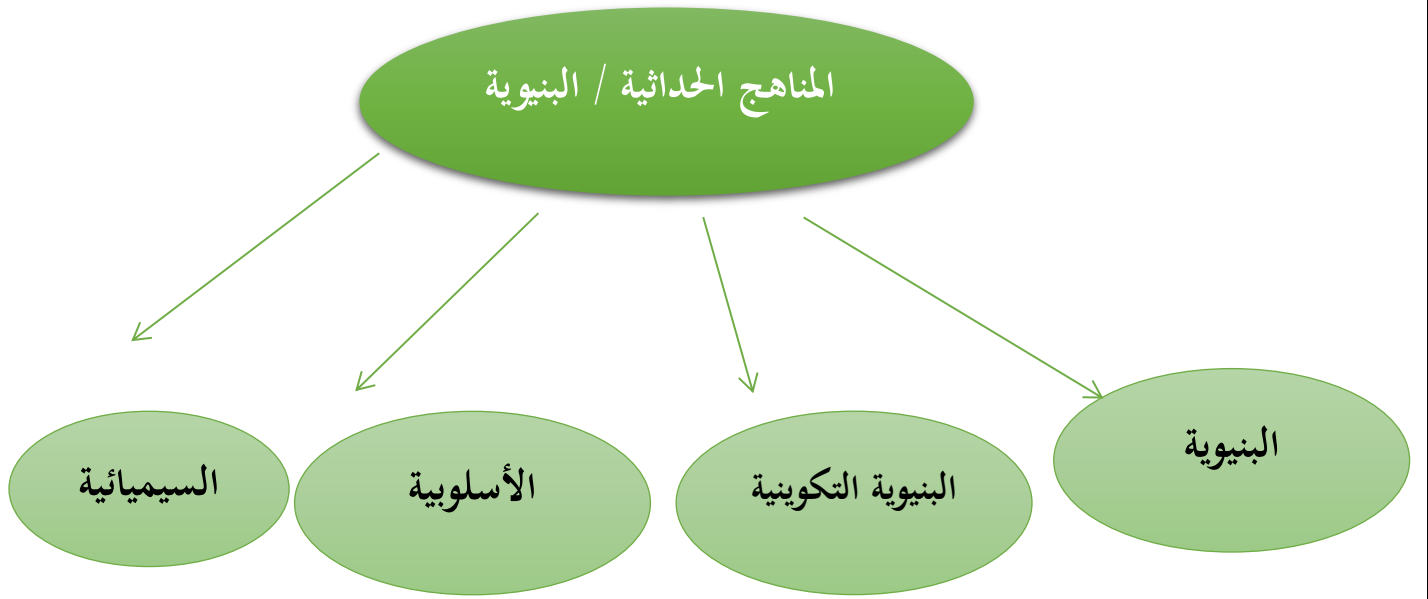 المناهج الحداثية / البنيوية
البنيوية
البنيوية التكوينية
الأسلوبية
السيميائية